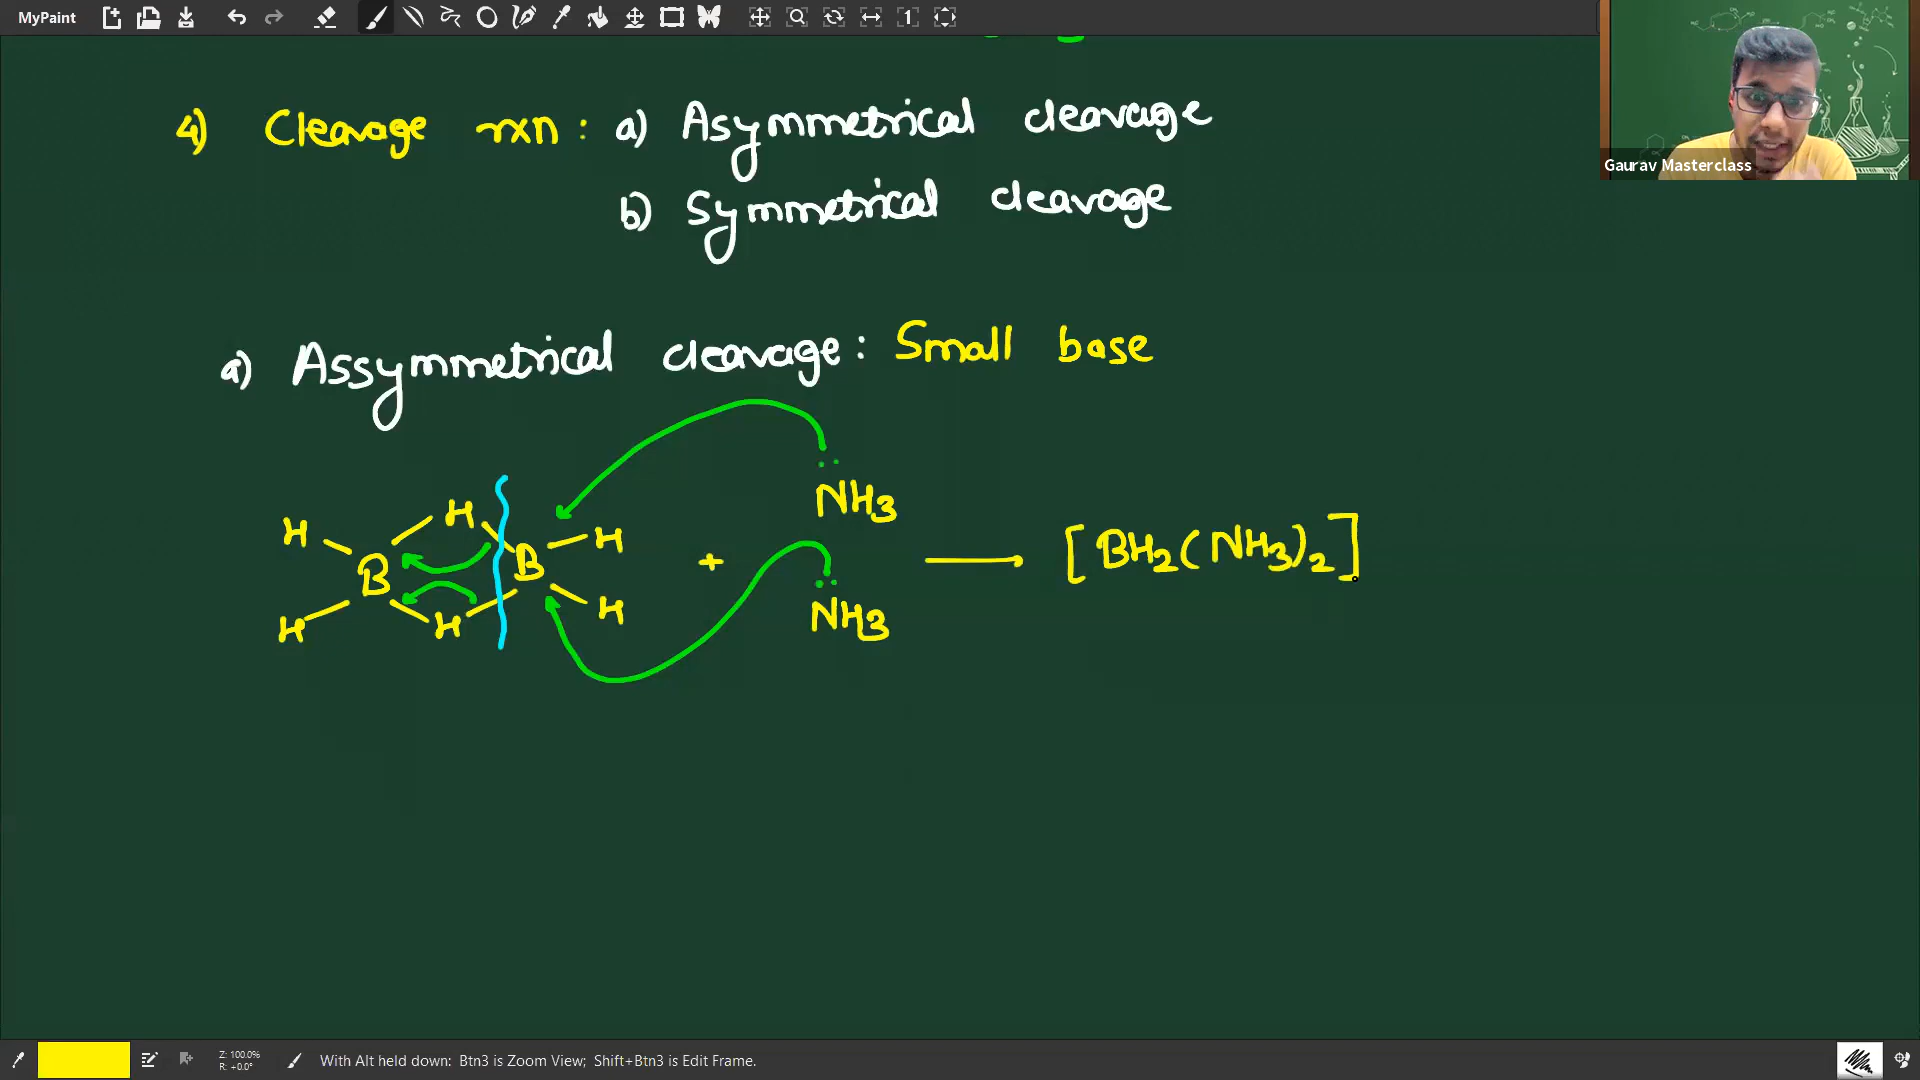 MyPaint
4) Cleavage rxn : a) Asymmetrical cleavage
b) Symmetrical cleavage
Gaurav Masterclass
a) Assymmetrical cleavage : Small base
H H B H B H H H
+
NH3
NH3
[BH2(NH3)2]
Z: 100.0%
R: +0.0°
With Alt held down: Btn3 is Zoom View; Shift+Btn3 is Edit Frame.